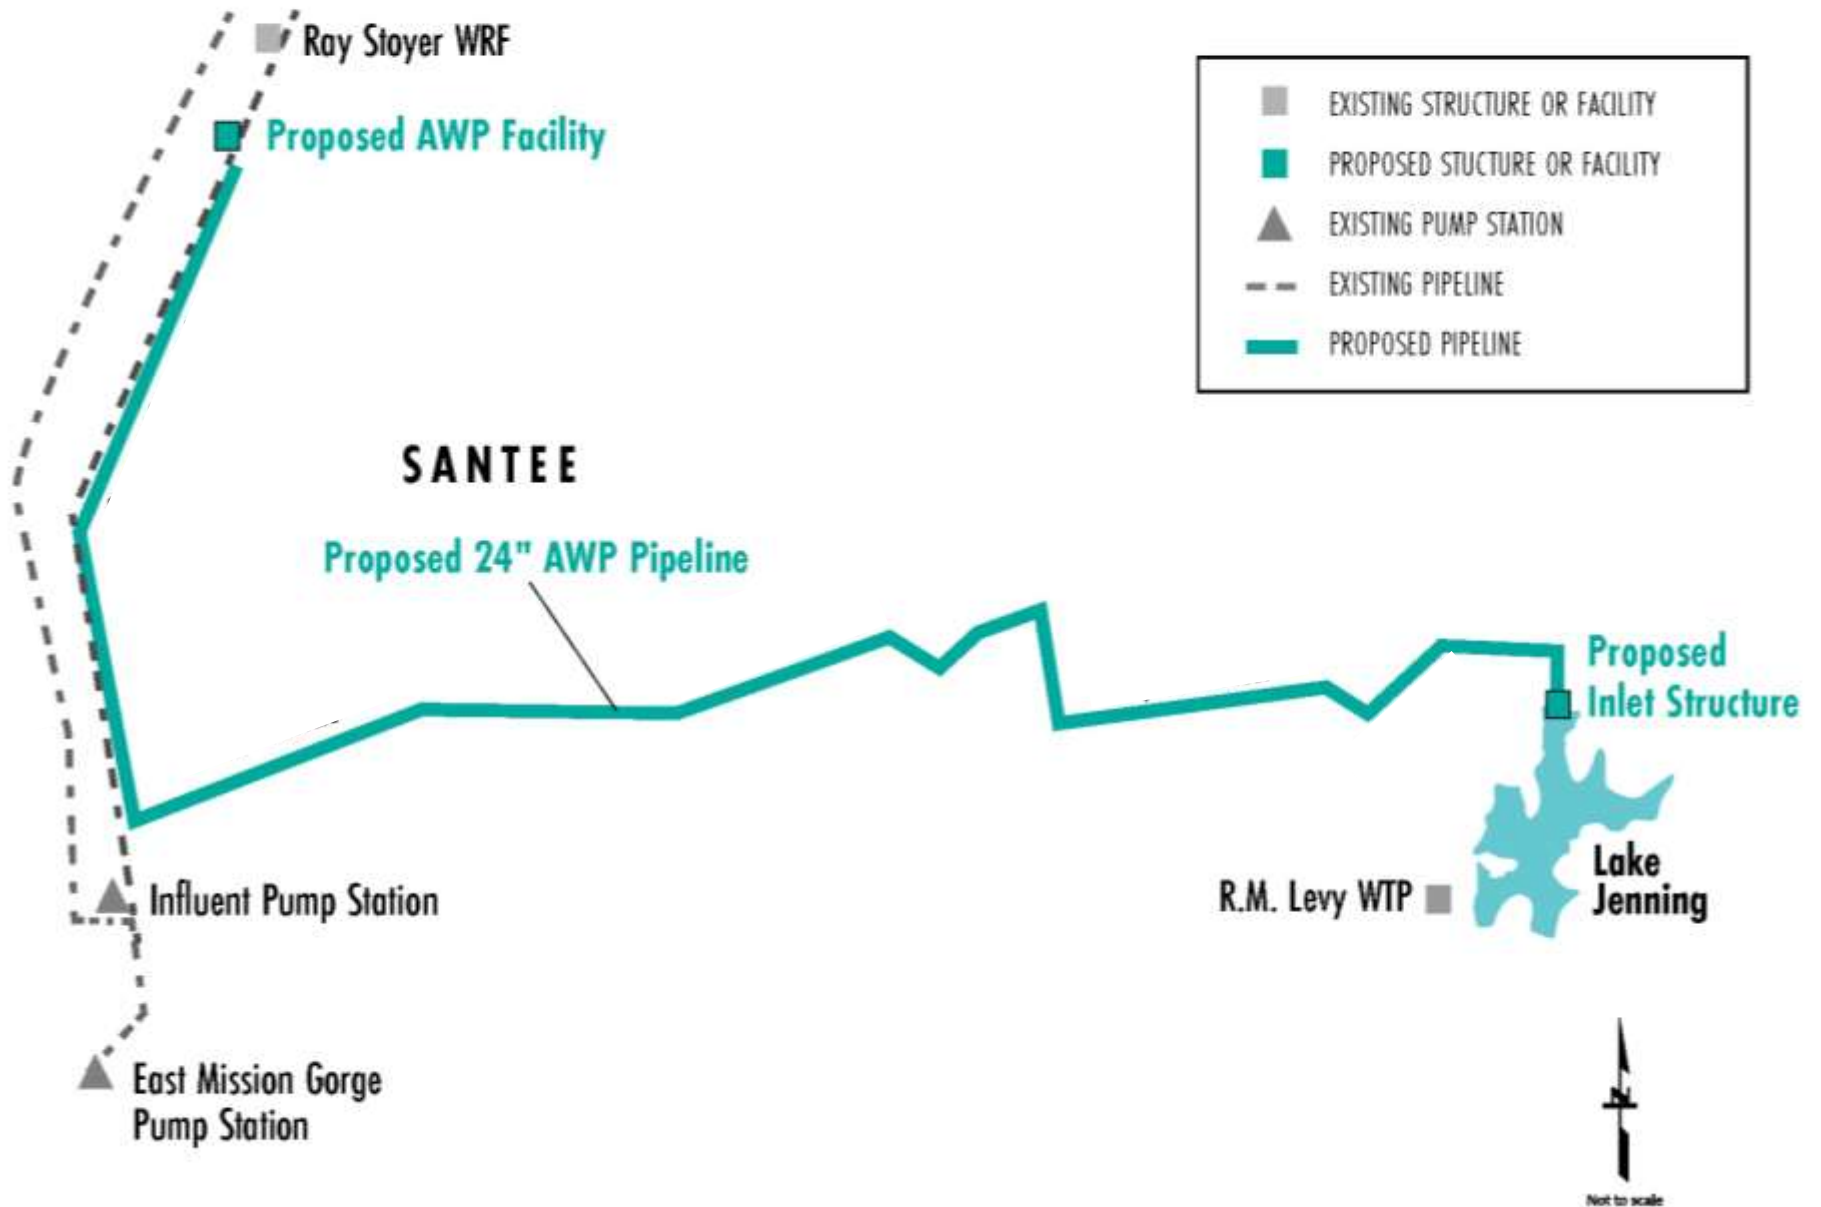 Ray Stoyer WRF
Proposed AWP Facility
EXISTING STRUCTURE OR FACILITY
PROPOSED STUCTURE OR FACILITY
EXISTING PUMP STATION
EXISTING PIPELINE
PROPOSED PIPELINE
SANTEE
Proposed 24" AWP Pipeline
Proposed
Inlet Structure
Lake
Jenning
R.M. Levy WTP
Influent Pump Station
East Mission Gorge
Pump Station
N
Not to scale